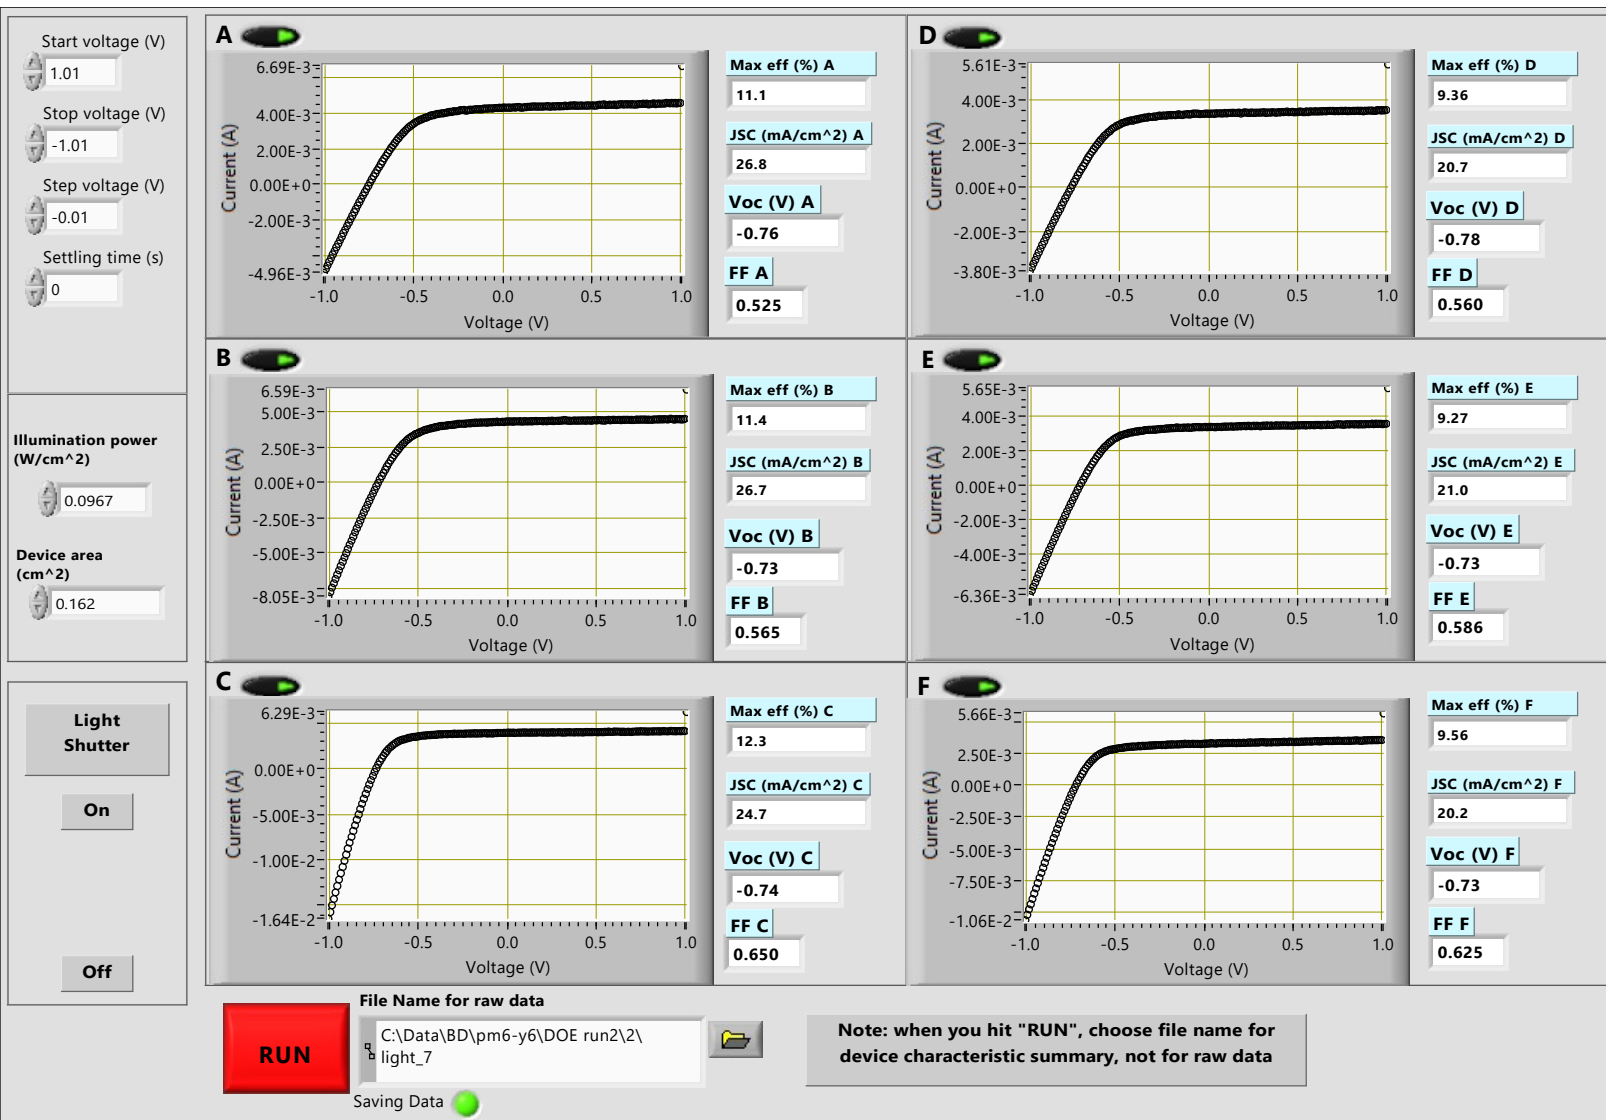 Start voltage (V)
1.01
Stop voltage (V)
-1.01
Step voltage (V)
-0.01
Settling time (s)
0
Illumination power
(W/cm^2)
0.0967
Device area
(cm^2)
0.162
Light
Shutter
On
Off
A
6.69E-3
4.00E-3
2.00E-3
0.00E+0
-2.00E-3
-4.96E-3
Current (A)
-1.0 -0.5 0.0 0.5 1.0
Voltage (V)
Max eff (%) A
11.1
JSC (mA/cm^2) A
26.8
Voc (V) A
-0.76
FF A
0.525
B
6.59E-3
5.00E-3
2.50E-3
0.00E+0
-2.50E-3
-5.00E-3
-8.05E-3
Current (A)
-1.0 -0.5 0.0 0.5 1.0
Voltage (V)
Max eff (%) B
11.4
JSC (mA/cm^2) B
26.7
Voc (V) B
-0.73
FF B
0.565
C
6.29E-3
0.00E+0
-5.00E-3
-1.00E-2
-1.64E-2
Current (A)
-1.0 -0.5 0.0 0.5 1.0
Voltage (V)
Max eff (%) C
12.3
JSC (mA/cm^2) C
24.7
Voc (V) C
-0.74
FF C
0.650
D
5.61E-3
4.00E-3
2.00E-3
0.00E+0
-2.00E-3
-3.80E-3
Current (A)
-1.0 -0.5 0.0 0.5 1.0
Voltage (V)
Max eff (%) D
9.36
JSC (mA/cm^2) D
20.7
Voc (V) D
-0.78
FF D
0.560
E
5.65E-3
4.00E-3
2.00E-3
0.00E+0
-2.00E-3
-4.00E-3
-6.36E-3
Current (A)
-1.0 -0.5 0.0 0.5 1.0
Voltage (V)
Max eff (%) E
9.27
JSC (mA/cm^2) E
21.0
Voc (V) E
-0.73
FF E
0.586
F
5.66E-3
2.50E-3
0.00E+0
-2.50E-3
-5.00E-3
-7.50E-3
-1.06E-2
Current (A)
-1.0 -0.5 0.0 0.5 1.0
Voltage (V)
Max eff (%) F
9.56
JSC (mA/cm^2) F
20.2
Voc (V) F
-0.73
FF F
0.625
RUN
File Name for raw data
C:\Data\BD\pm6-y6\DOE run2\2\
light_7
Saving Data
Note: when you hit "RUN", choose file name for
device characteristic summary, not for raw data